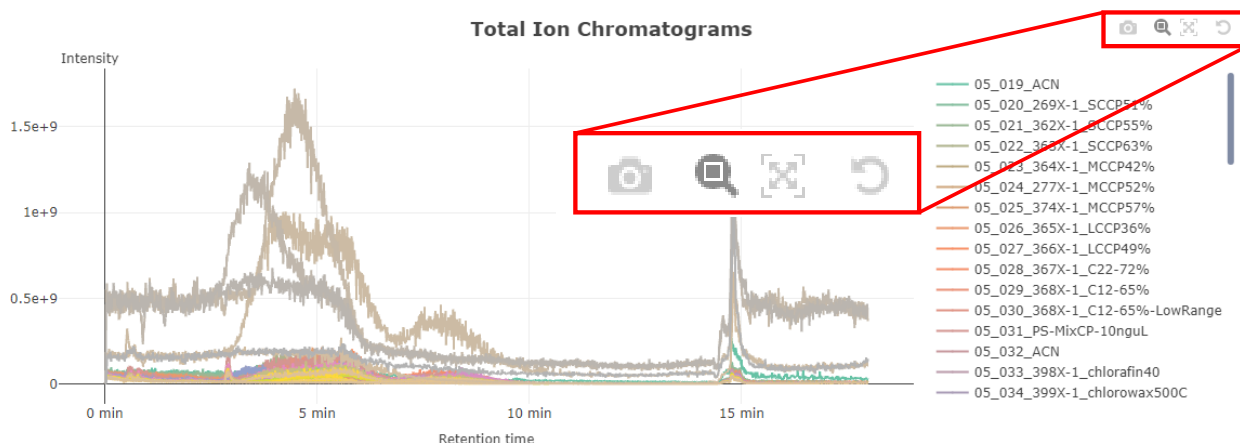 Total Ion Chromatograms
Intensity
1.5e+9
1e+9
0.5e+9
0
0 min
5 min
10 min
15 min
Retention time
05_019_ACN
05_020_269X-1_SCCP51%
05_021_362X-1_SCCP55%
05_022_363X-1_SCCP63%
05_023_364X-1_MCCP42%
05_024_277X-1_MCCP52%
05_025_374X-1_MCCP57%
05_026_365X-1_LCCP36%
05_027_366X-1_LCCP49%
05_028_367X-1_C22-72%
05_029_368X-1_C12-65%
05_030_368X-1_C12-65%-LowRange
05_031_PS-MixCP-10nguL
05_032_ACN
05_033_398X-1_chlorafin40
05_034_399X-1_chlorowax500C